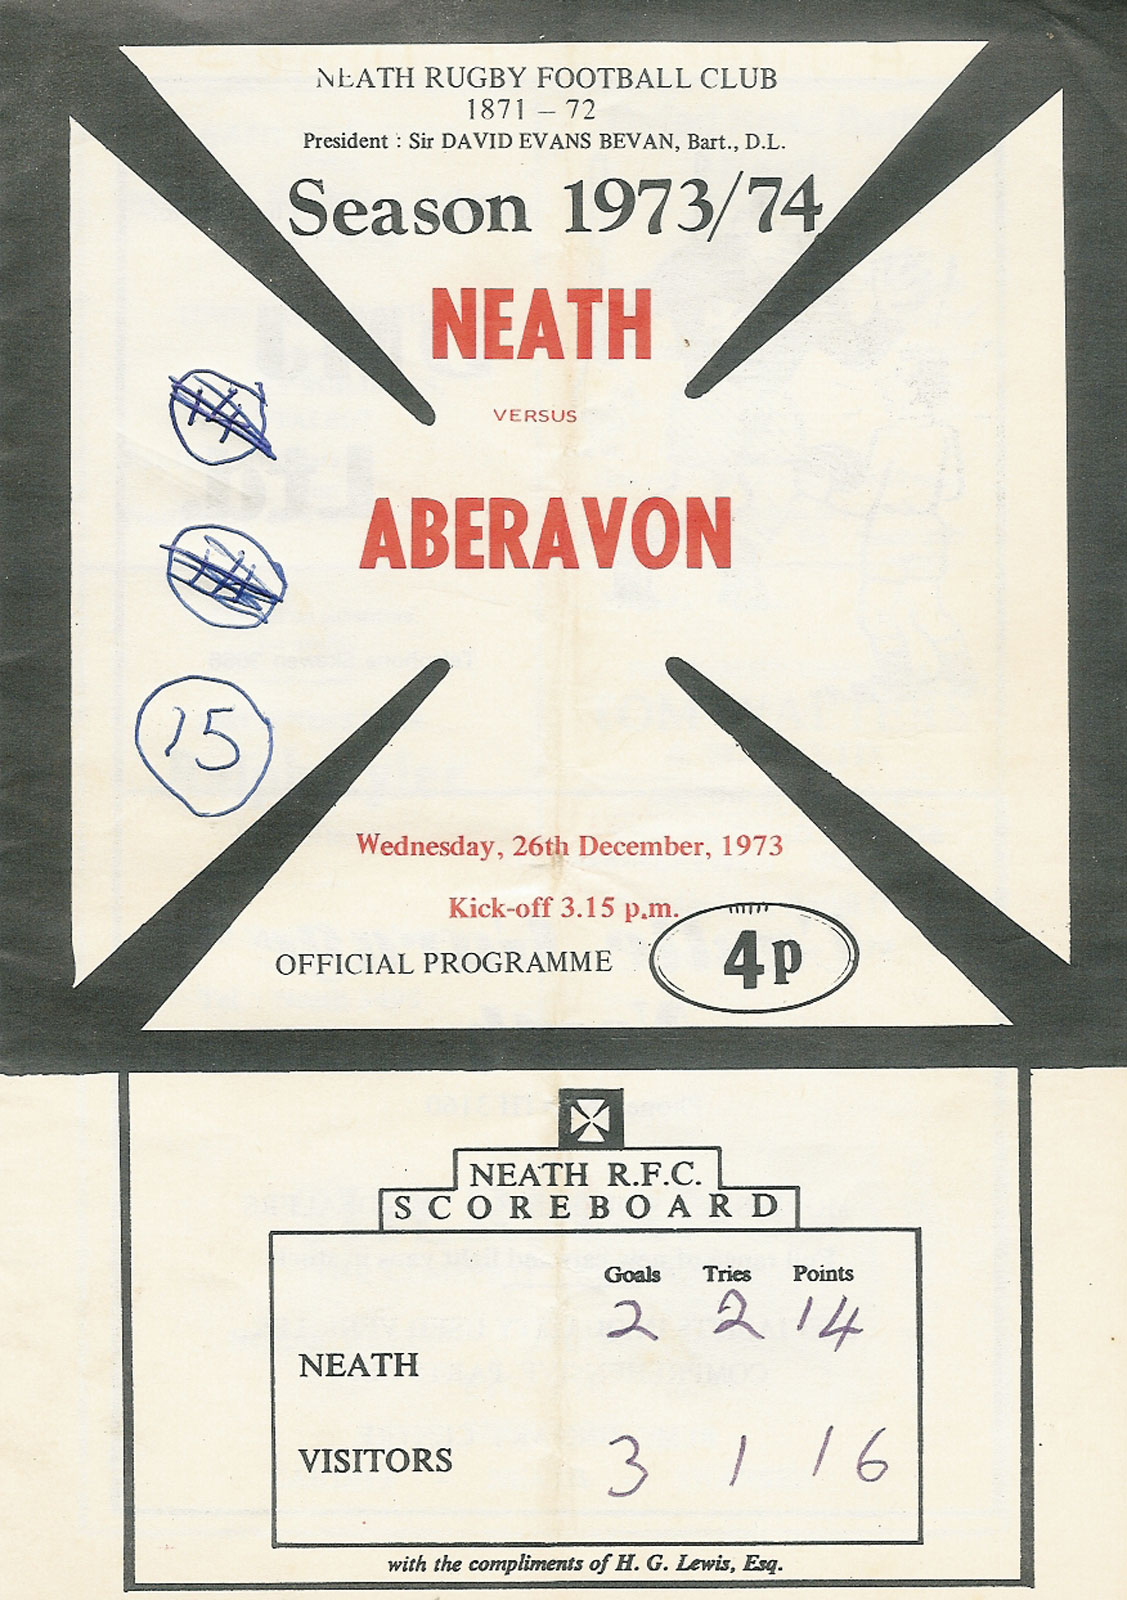 NEATH RUGBY FOOTBALL CLUB
1871 – 72
President : Sir DAVID EVANS BEVAN, Bart., D.L.
Season 1973/74
NEATH
VERSUS
ABERAVON
14
15
Wednesday, 26th December, 1973
Kick-off 3.15 p.m.
OFFICIAL PROGRAMME 4p
NEATH R.F.C.
SCOREBOARD
Goals Tries Points
2 2 14
NEATH
VISITORS 3 1 16
with the compliments of H. G. Lewis, Esq.